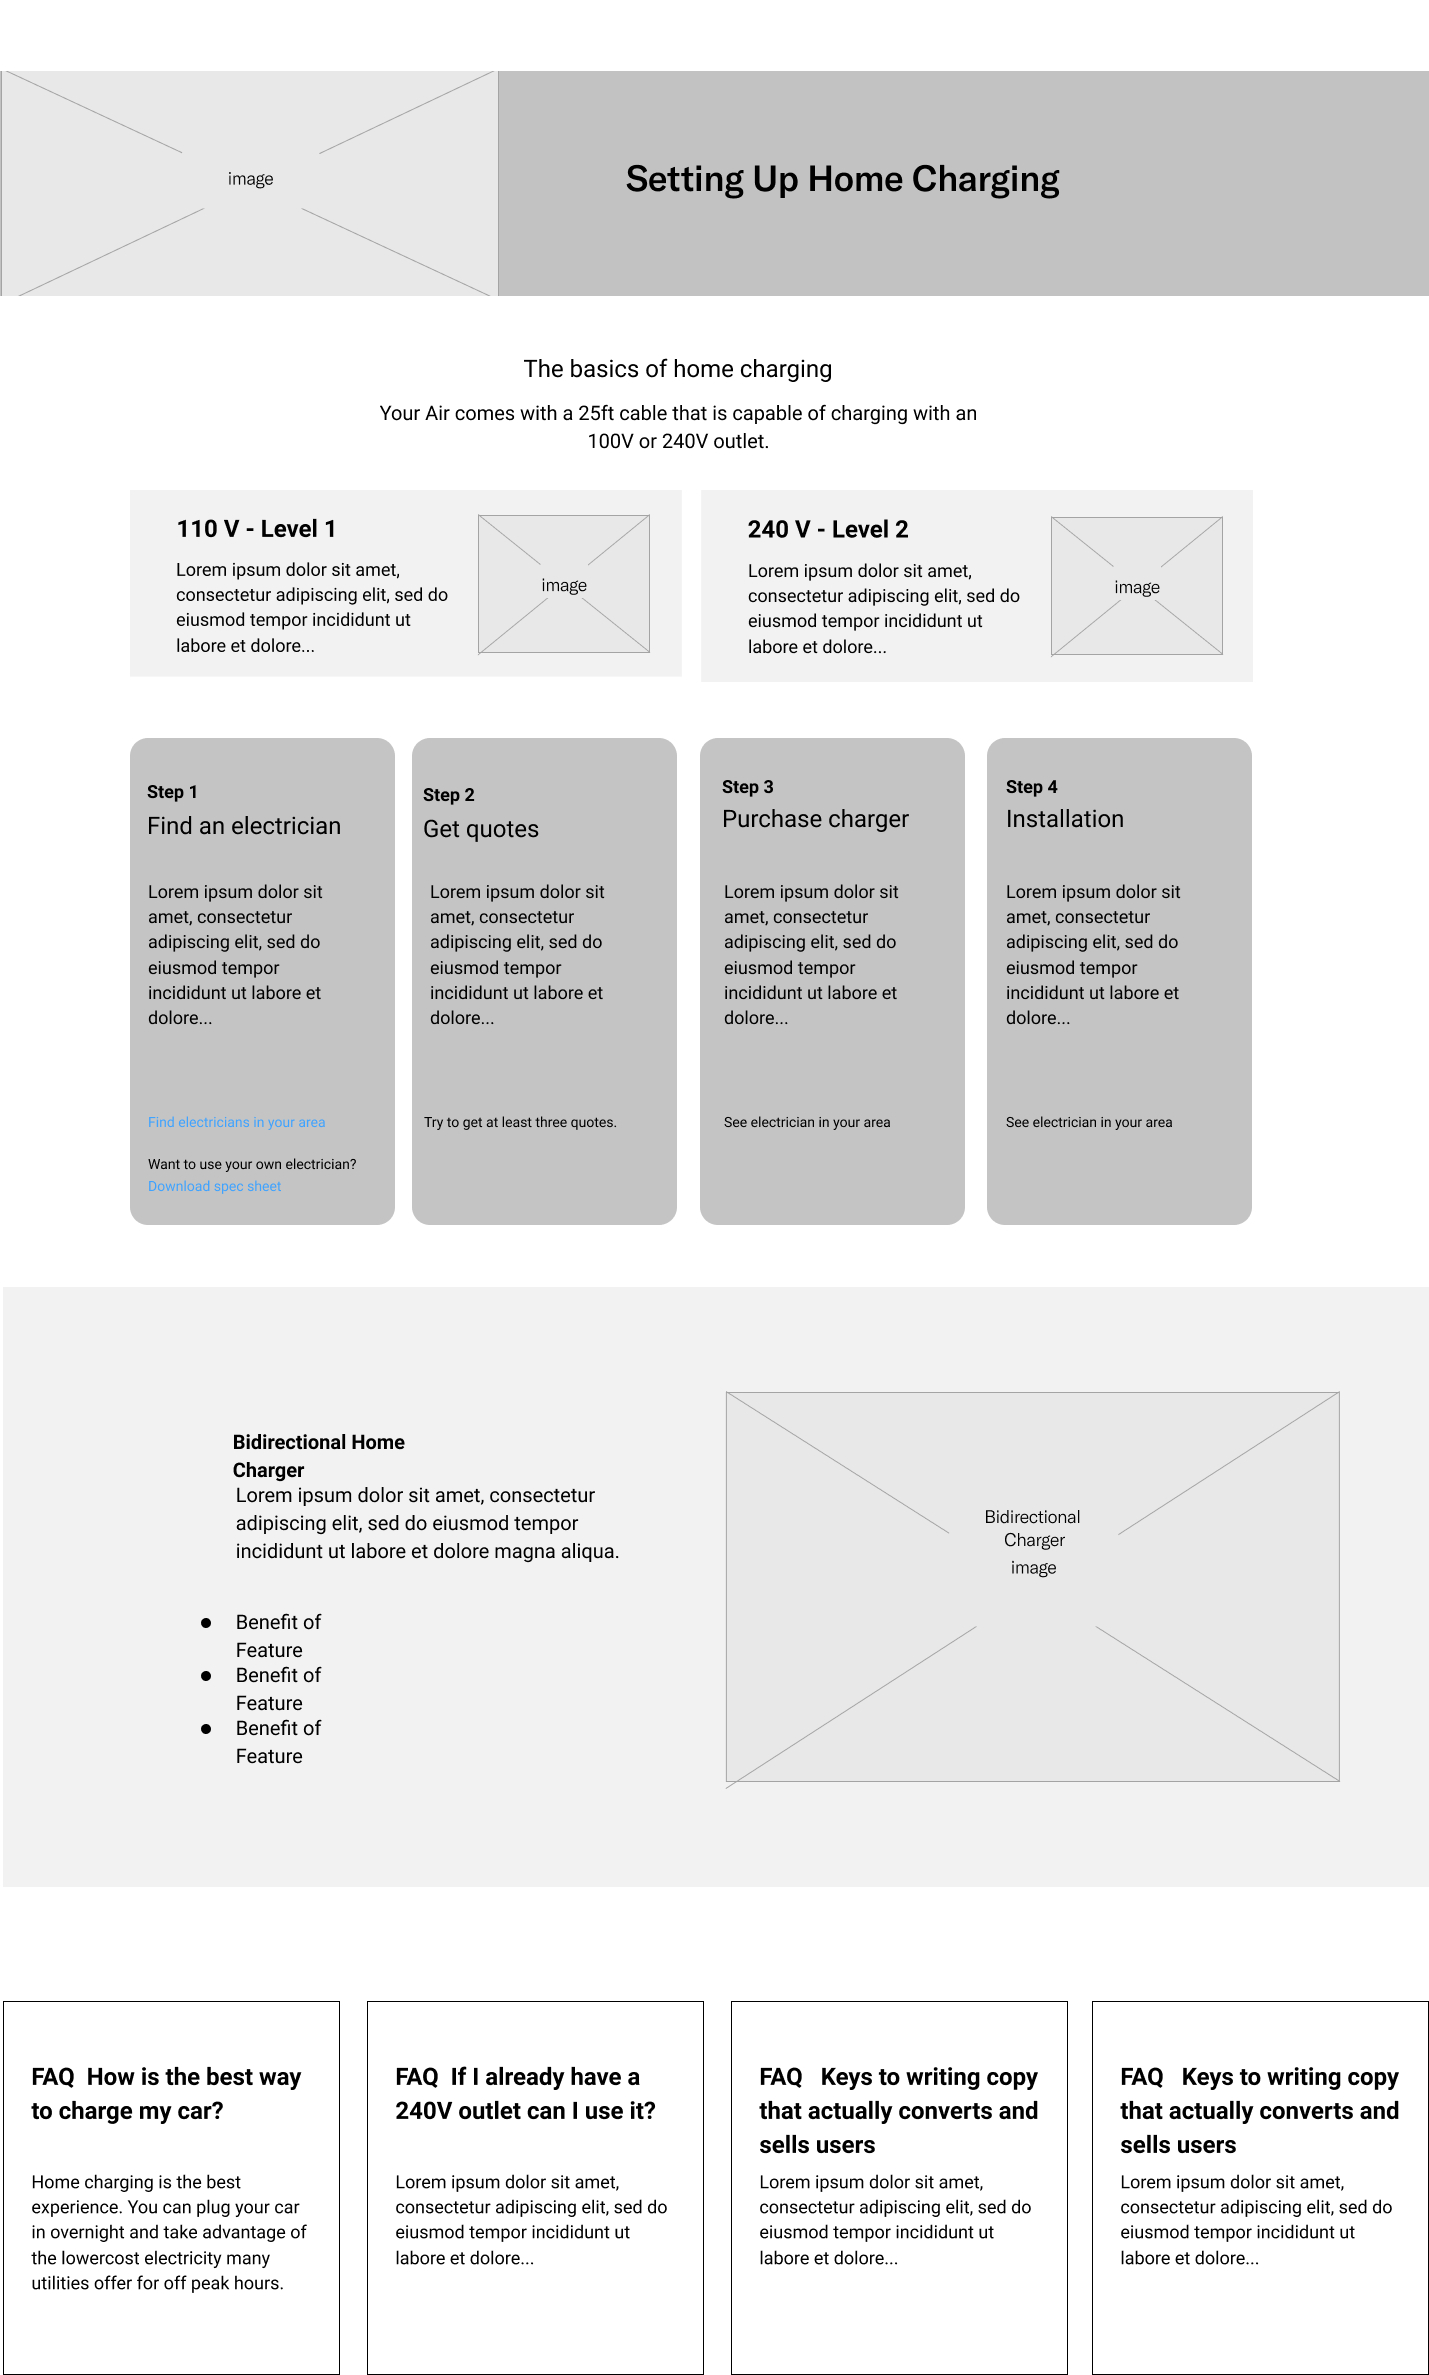 image
Setting Up Home Charging
The basics of home charging
Your Air comes with a 25ft cable that is capable of charging with an
100V or 240V outlet.
110 V - Level 1
Lorem ipsum dolor sit amet,
consectetur adipiscing elit, sed do
eiusmod tempor incididunt ut
labore et dolore...
image
240 V - Level 2
Lorem ipsum dolor sit amet,
consectetur adipiscing elit, sed do
eiusmod tempor incididunt ut
labore et dolore...
image
Step 1
Find an electrician
Lorem ipsum dolor sit
amet, consectetur
adipiscing elit, sed do
eiusmod tempor
incididunt ut labore et
dolore...
Find electricians in your area
Want to use your own electrician?
Download spec sheet
Step 2
Get quotes
Lorem ipsum dolor sit
amet, consectetur
adipiscing elit, sed do
eiusmod tempor
incididunt ut labore et
dolore...
Try to get at least three quotes.
Step 3
Purchase charger
Lorem ipsum dolor sit
amet, consectetur
adipiscing elit, sed do
eiusmod tempor
incididunt ut labore et
dolore...
See electrician in your area
Step 4
Installation
Lorem ipsum dolor sit
amet, consectetur
adipiscing elit, sed do
eiusmod tempor
incididunt ut labore et
dolore...
See electrician in your area
Bidirectional Home
Charger
Lorem ipsum dolor sit amet, consectetur
adipiscing elit, sed do eiusmod tempor
incididunt ut labore et dolore magna aliqua.
● Benefit of
Feature
● Benefit of
Feature
● Benefit of
Feature
Bidirectional
Charger
image
FAQ  How is the best way
to charge my car?
Home charging is the best
experience. You can plug your car
in overnight and take advantage of
the lowercost electricity many
utilities offer for off peak hours.
FAQ  If I already have a
240V outlet can I use it?
Lorem ipsum dolor sit amet,
consectetur adipiscing elit, sed do
eiusmod tempor incididunt ut
labore et dolore...
FAQ   Keys to writing copy
that actually converts and
sells users
Lorem ipsum dolor sit amet,
consectetur adipiscing elit, sed do
eiusmod tempor incididunt ut
labore et dolore...
FAQ   Keys to writing copy
that actually converts and
sells users
Lorem ipsum dolor sit amet,
consectetur adipiscing elit, sed do
eiusmod tempor incididunt ut
labore et dolore...